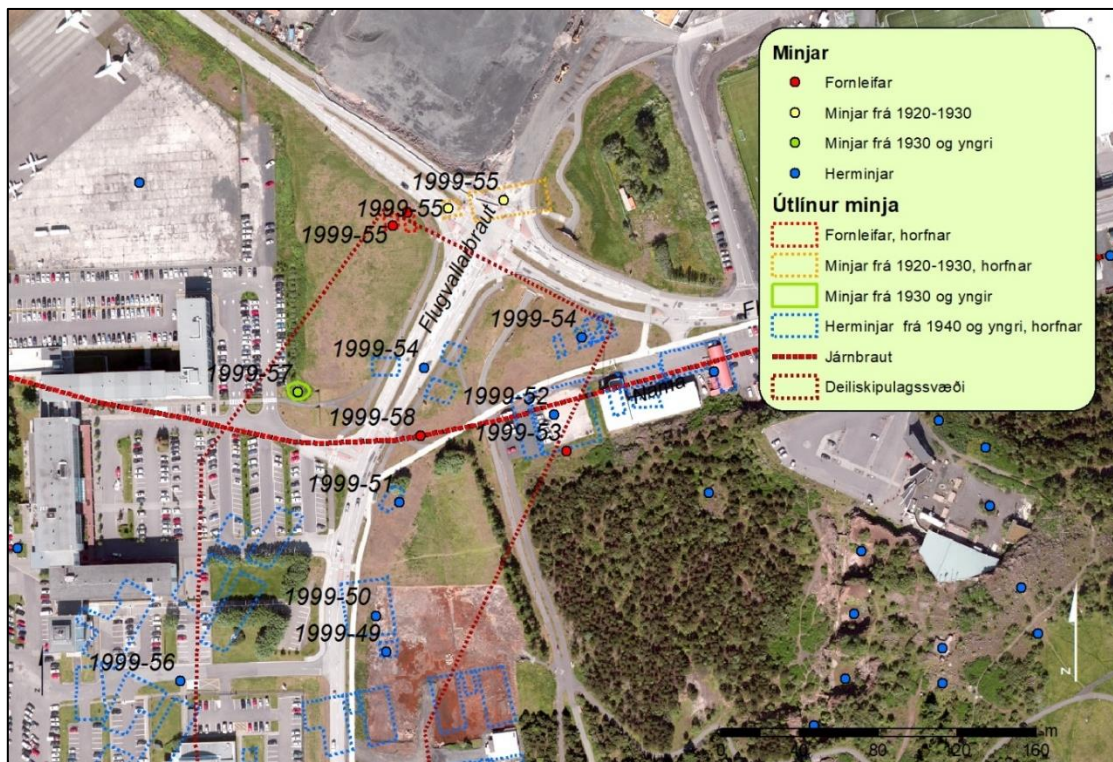 Minjar
Fornleifar
Minjar frá 1920-1930
Minjar frá 1930 og yngri
Herminjar
Útlínur minja
Fornleifar, horfnar
Minjar frá 1920-1930, horfnar
Minjar frá 1930 og yngir
Herminjar frá 1940 og yngri, horfnar
Járnbraut
Deiliskipulagssvæði
1999-55
1999-55
1999-55
Flugvallarbraut
Fl
1999-54
1999-54
1999-57
Náma
1999-52
1999-58
1999-53
1999-51
1999-50
1999-49
1999-56
N
N
0 40 80 120 160
m